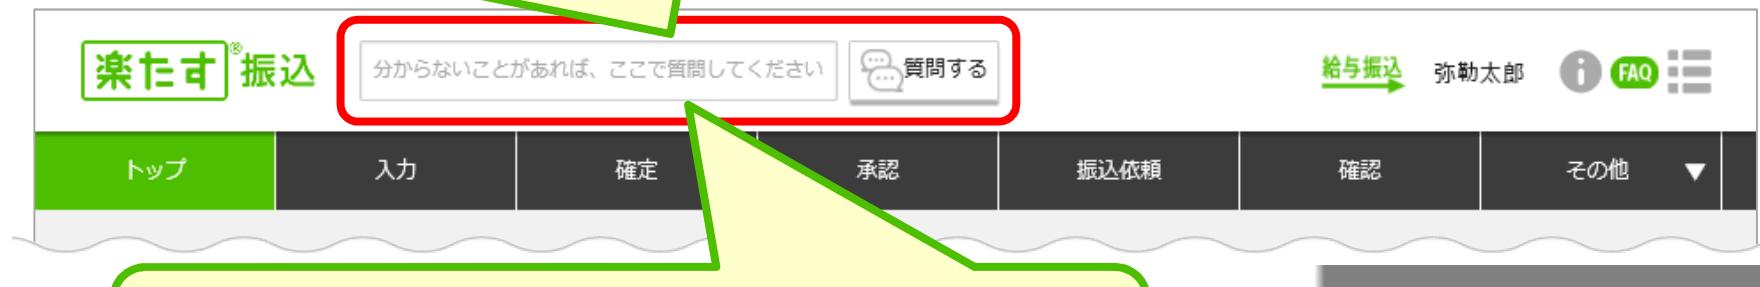 楽たす®振込
分からないことがあれば、ここで質問してください
質問する
給与振込
弥勒太郎
i
FAQ
トップ
入力
確定
承認
振込依頼
確認
その他 ▼